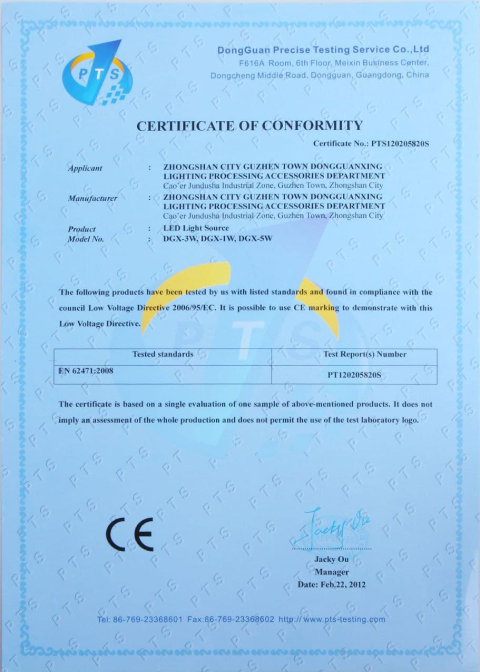 DongGuan Precise Testing Service Co.,Ltd
F616A Room, 6th Floor, Meixin Business Center,
Dongcheng Middle Road, Dongguan, Guangdong, China
PTS
CERTIFICATE OF CONFORMITY
Certificate No.: PTS120205820S
Applicant : ZHONGSHAN CITY GUZHEN TOWN DONGGUANXING
LIGHTING PROCESSING ACCESSORIES DEPARTMENT
Cao'er Jundusha Industrial Zone, Guzhen Town, Zhongshan City
Manufacturer : ZHONGSHAN CITY GUZHEN TOWN DONGGUANXING
LIGHTING PROCESSING ACCESSORIES DEPARTMENT
Cao'er Jundusha Industrial Zone, Guzhen Town, Zhongshan City
Product : LED Light Source
Model No. : DGX-3W, DGX-1W, DGX-5W
The following products have been tested by us with listed standards and found in compliance with the
council Low Voltage Directive 2006/95/EC. It is possible to use CE marking to demonstrate with this
Low Voltage Directive.
PTS
Tested standards Test Report(s) Number
EN 62471:2008 PT120205820S
The certificate is based on a single evaluation of one sample of above-mentioned products. It does not
imply an assessment of the whole production and does not permit the use of the test laboratory logo.
CE
Jacky Ou
Jacky Ou
Manager
Date: Feb,22, 2012
Tel: 86-769-23368601 Fax:86-769-23368602 http://www.pts-testing.com